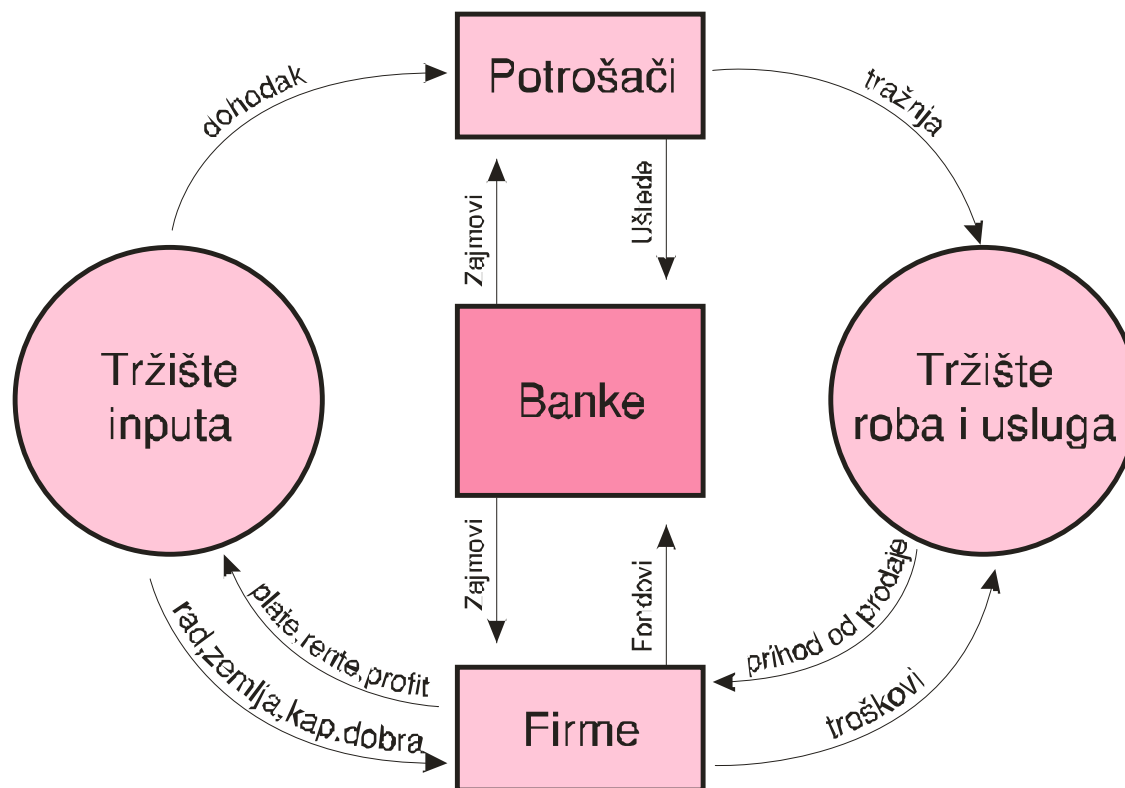 Potrošači
dohodak
tražnja
Zajmovi
Ušlede
Tržište
inputa
Banke
Tržište
roba i usluga
Zajmovi
Fondovi
plate,rente,profit
rad,zemlja,kap.dobra
prihod od prodaje
troškovi
Firme